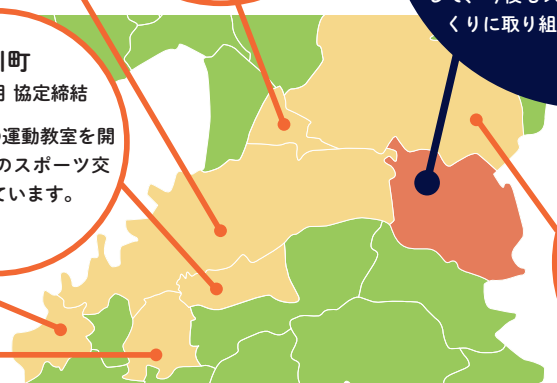 町
月 協定締結
運動教室を開
のスポーツ交
ています。
くりに取り組